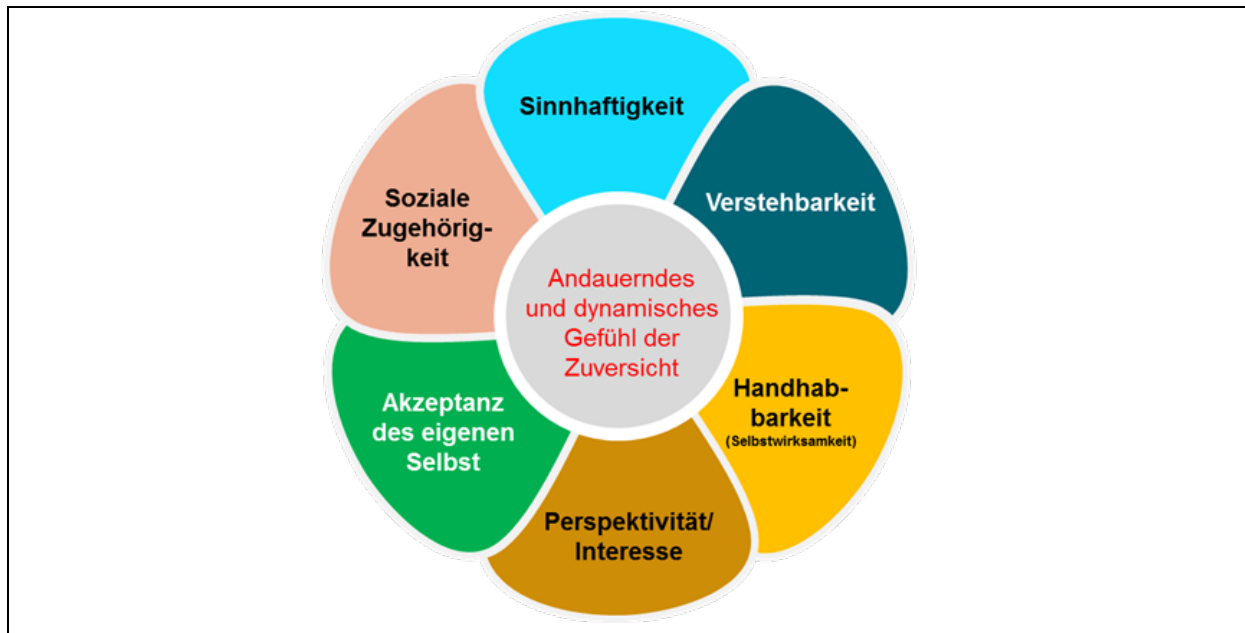 Sinnhaftigkeit
Verstehbarkeit
Handhab-
barkeit
(Selbstwirksamkeit)
Perspektivität/
Interesse
Akzeptanz
des eigenen
Selbst
Soziale
Zugehörig-
keit
Andauerndes
und dynamisches
Gefühl der
Zuversicht